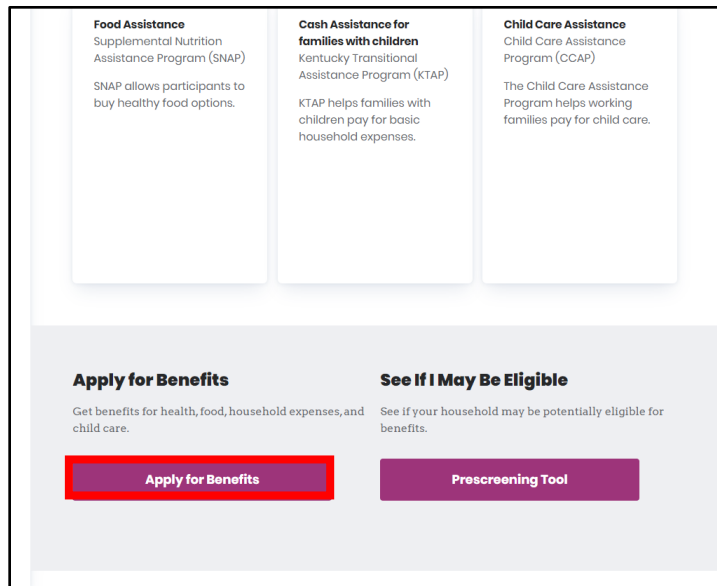 Food Assistance
Supplemental Nutrition
Assistance Program (SNAP)
SNAP allows participants to
buy healthy food options.
Cash Assistance for
families with children
Kentucky Transitional
Assistance Program (KTAP)
KTAP helps families with
children pay for basic
household expenses.
Child Care Assistance
Child Care Assistance
Program (CCAP)
The Child Care Assistance
Program helps working
families pay for child care.
Apply for Benefits
Get benefits for health, food, household expenses, and
child care.
Apply for Benefits
See If I May Be Eligible
See if your household may be potentially eligible for
benefits.
Prescreening Tool